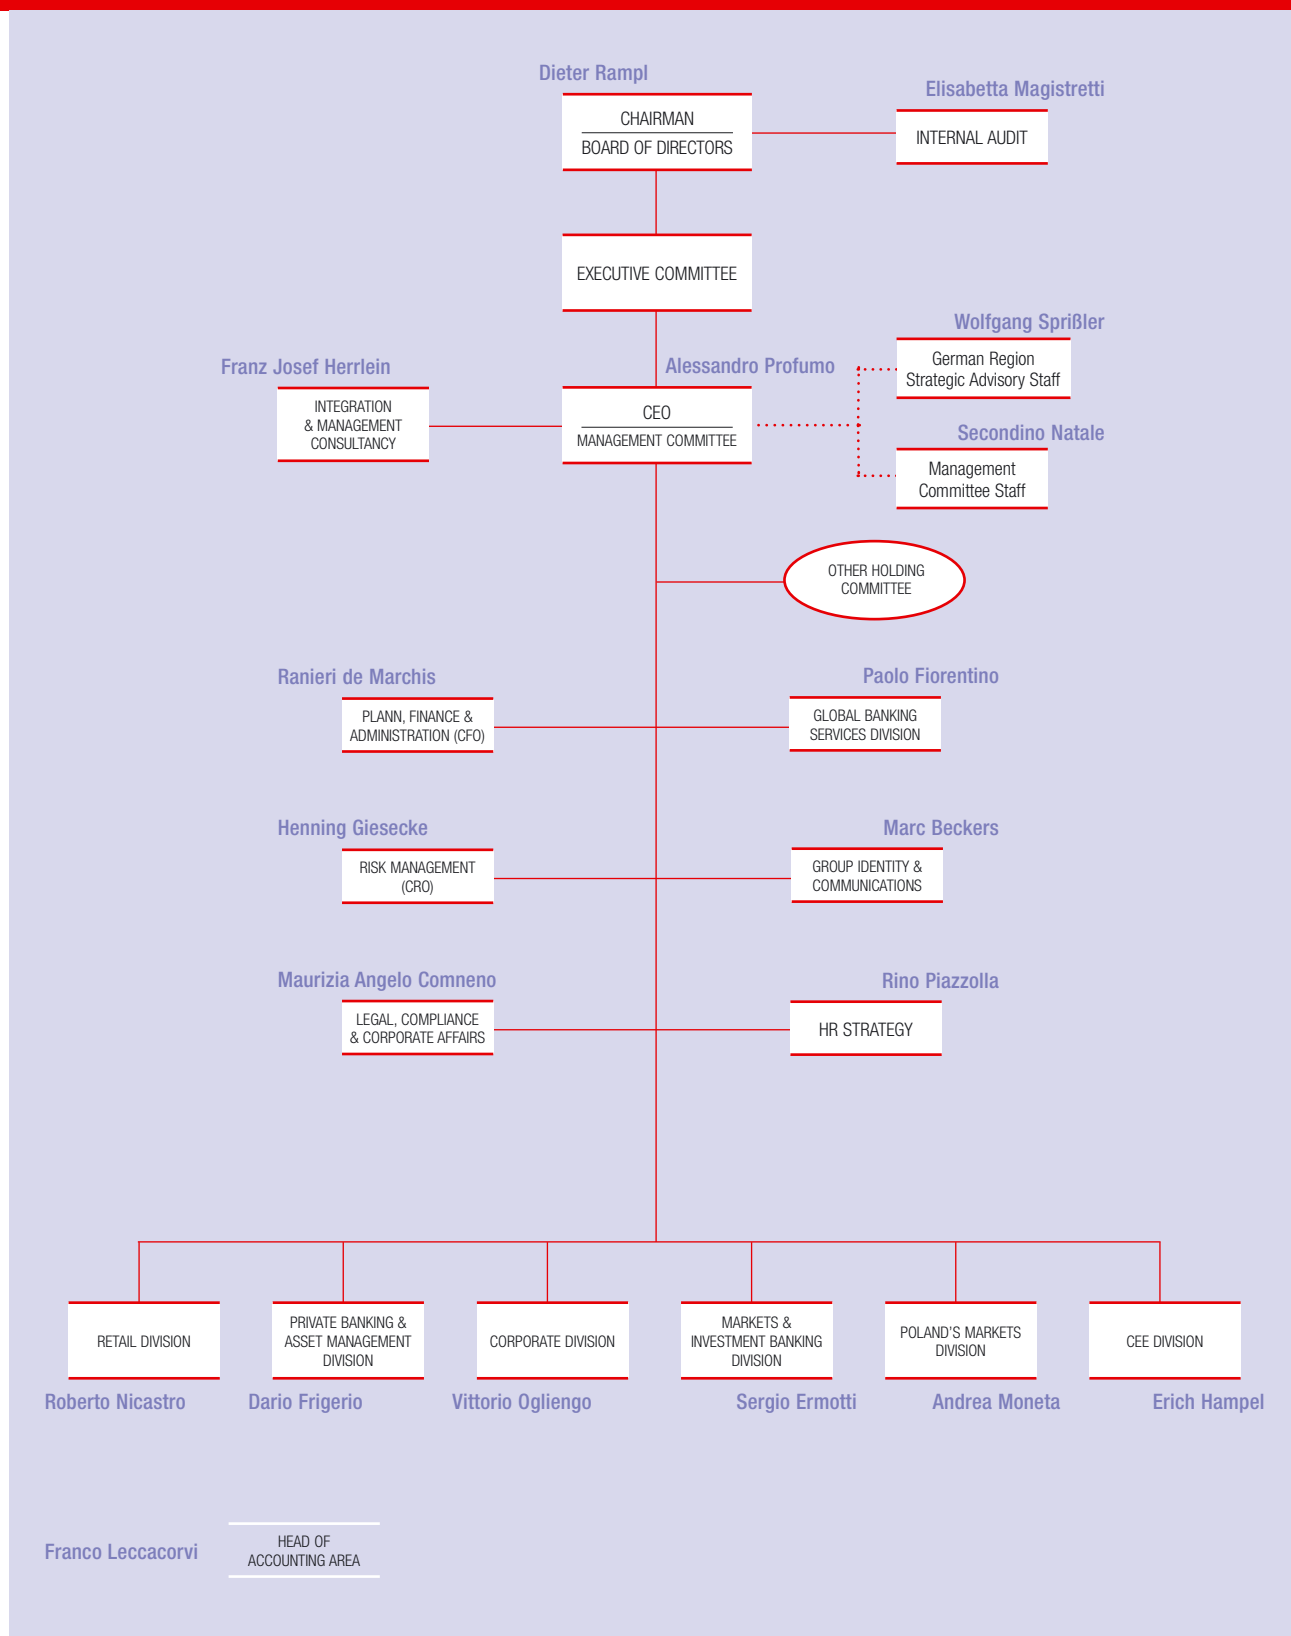 Dieter Rampl
CHAIRMAN
BOARD OF DIRECTORS
Elisabetta Magistretti
INTERNAL AUDIT
EXECUTIVE COMMITTEE
Wolfgang Sprißler
German Region
Strategic Advisory Staff
Franz Josef Herrlein
INTEGRATION
& MANAGEMENT
CONSULTANCY
Alessandro Profumo
CEO
MANAGEMENT COMMITTEE
Secondino Natale
Management
Committee Staff
OTHER HOLDING
COMMITTEE
Ranieri de Marchis
PLANN, FINANCE &
ADMINISTRATION (CFO)
Paolo Fiorentino
GLOBAL BANKING
SERVICES DIVISION
Henning Giesecke
RISK MANAGEMENT
(CRO)
Marc Beckers
GROUP IDENTITY &
COMMUNICATIONS
Maurizia Angelo Comneno
LEGAL, COMPLIANCE
& CORPORATE AFFAIRS
Rino Piazzolla
HR STRATEGY
RETAIL DIVISION
Roberto Nicastro
PRIVATE BANKING &
ASSET MANAGEMENT
DIVISION
Dario Frigerio
CORPORATE DIVISION
Vittorio Ogliengo
MARKETS &
INVESTMENT BANKING
DIVISION
Sergio Ermotti
POLAND'S MARKETS
DIVISION
Andrea Moneta
CEE DIVISION
Erich Hampel
Franco Leccacorvi
HEAD OF
ACCOUNTING AREA